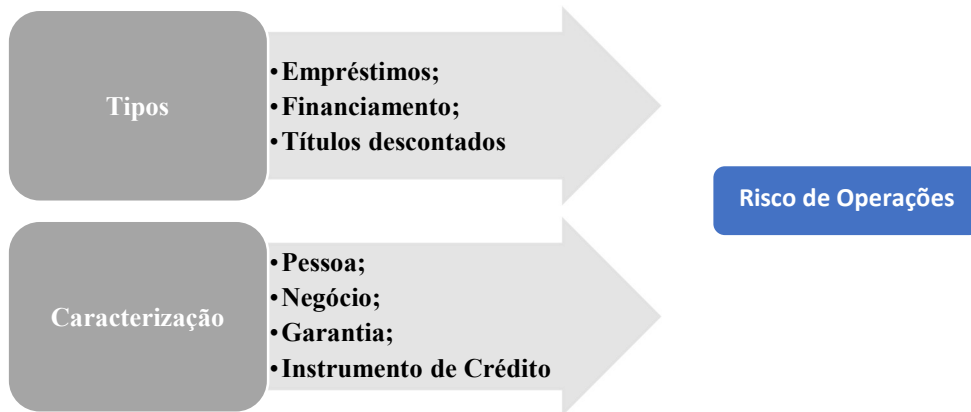 Tipos
•Empréstimos;
•Financiamento;
•Títulos descontados
Risco de Operações
Caracterização
•Pessoa;
•Negócio;
•Garantia;
•Instrumento de Crédito